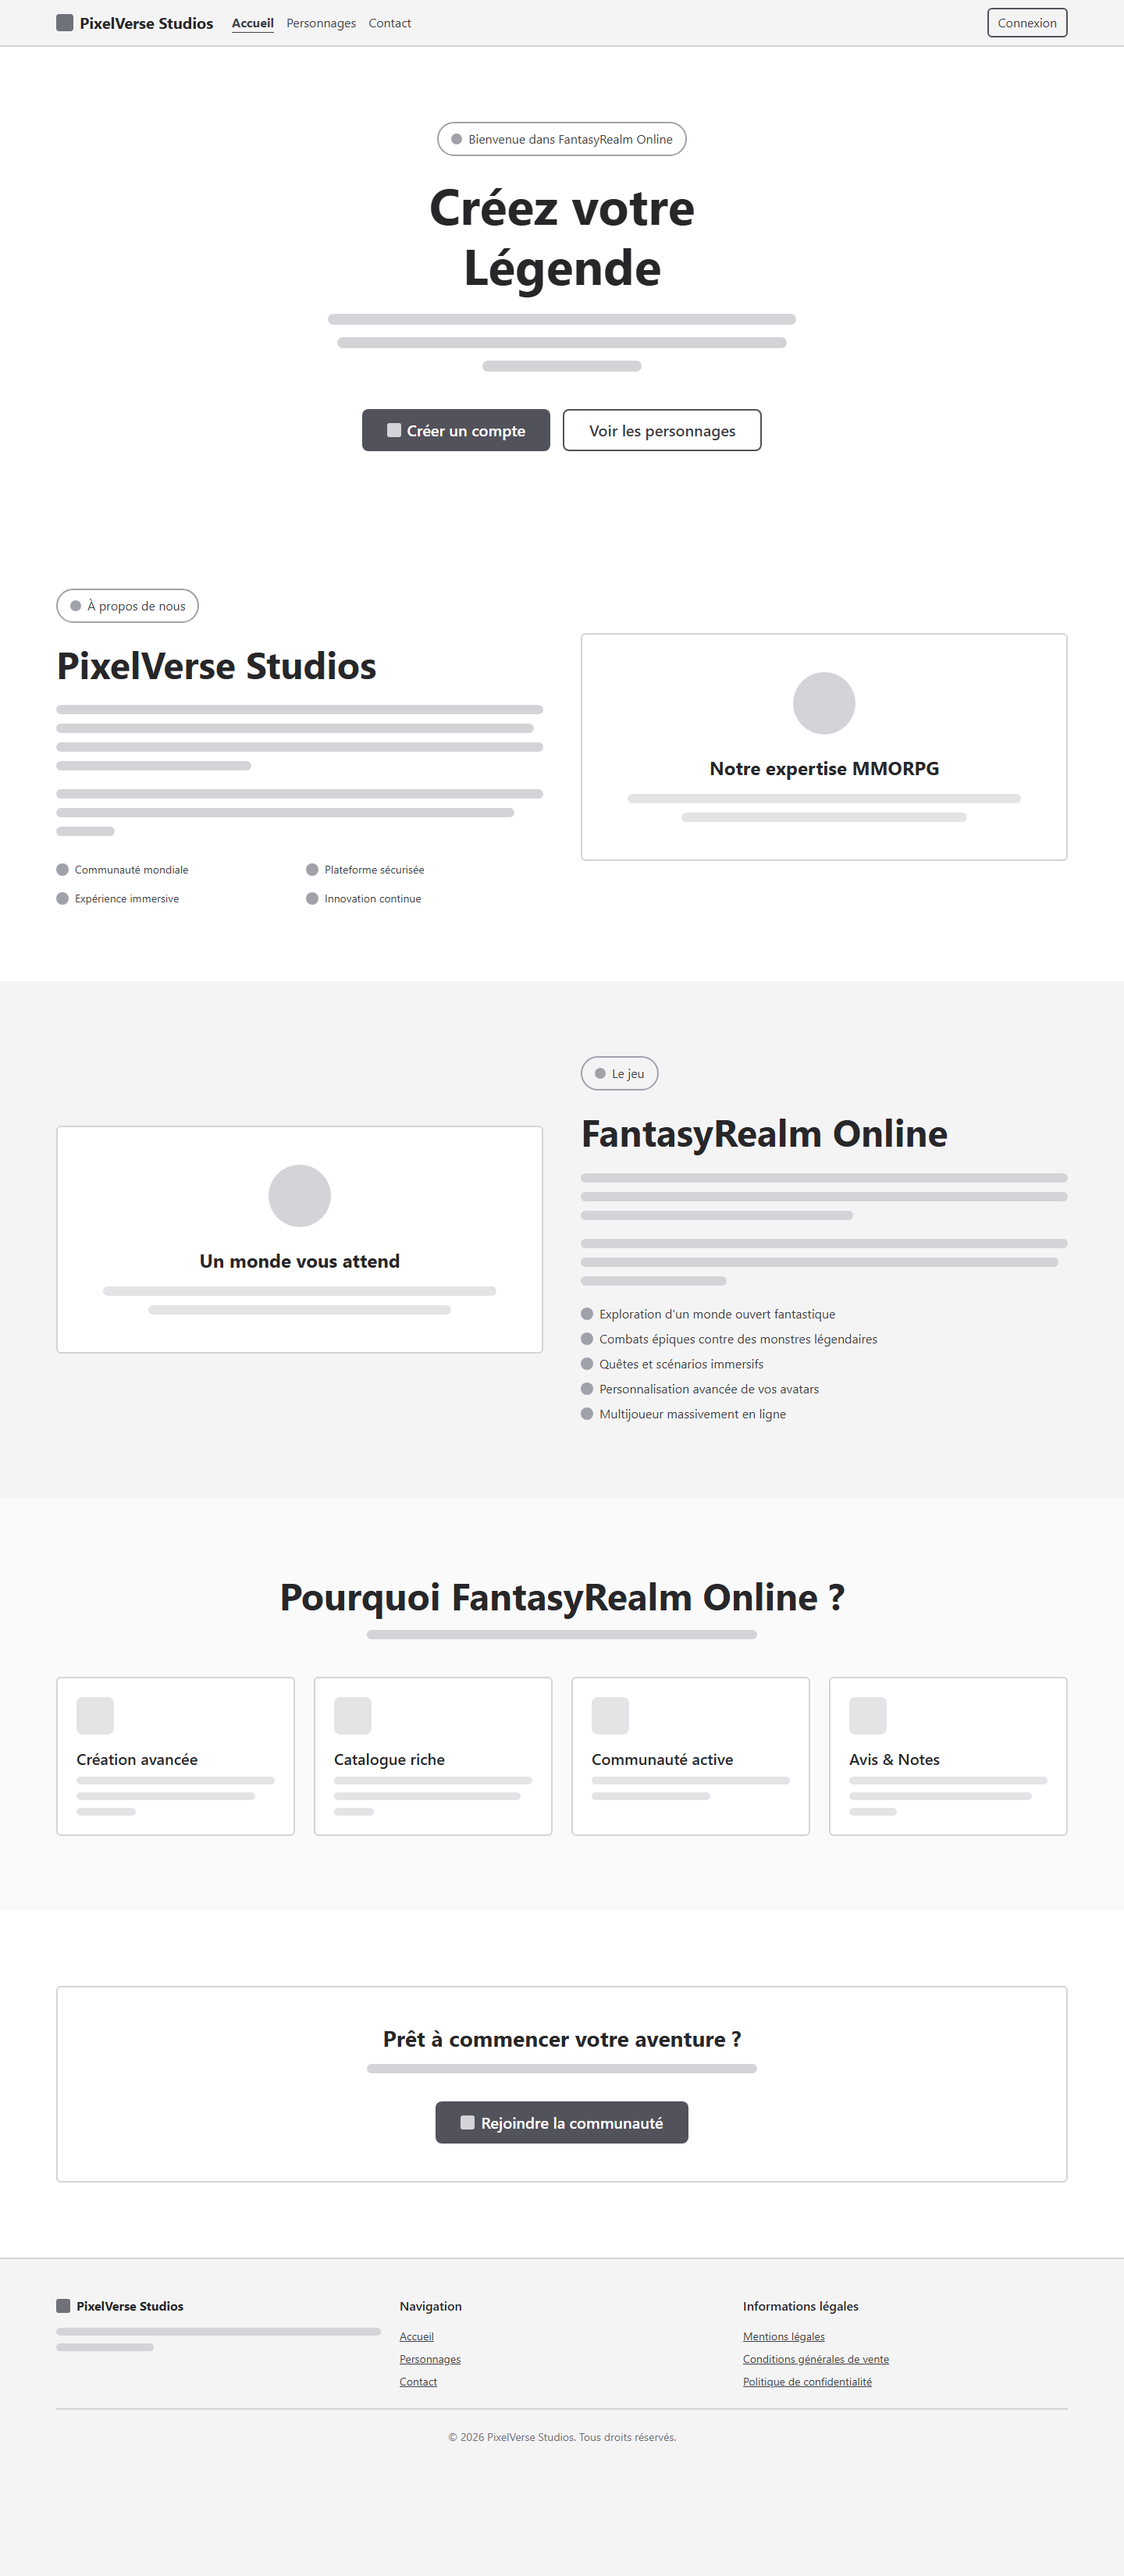 PixelVerse Studios Accueil Personnages Contact Connexion
Bienvenue dans FantasyRealm Online
Créez votre
Légende
Créer un compte Voir les personnages
À propos de nous
PixelVerse Studios
Communauté mondiale Plateforme sécurisée
Expérience immersive Innovation continue
Notre expertise MMORPG
Un monde vous attend
Le jeu
FantasyRealm Online
Exploration d'un monde ouvert fantastique
Combats épiques contre des monstres légendaires
Quêtes et scénarios immersifs
Personnalisation avancée de vos avatars
Multijoueur massivement en ligne
Pourquoi FantasyRealm Online ?
Création avancée
Catalogue riche
Communauté active
Avis & Notes
Prêt à commencer votre aventure ?
Rejoindre la communauté
PixelVerse Studios
Navigation
Accueil
Personnages
Contact
Informations légales
Mentions légales
Conditions générales de vente
Politique de confidentialité
© 2026 PixelVerse Studios. Tous droits réservés.